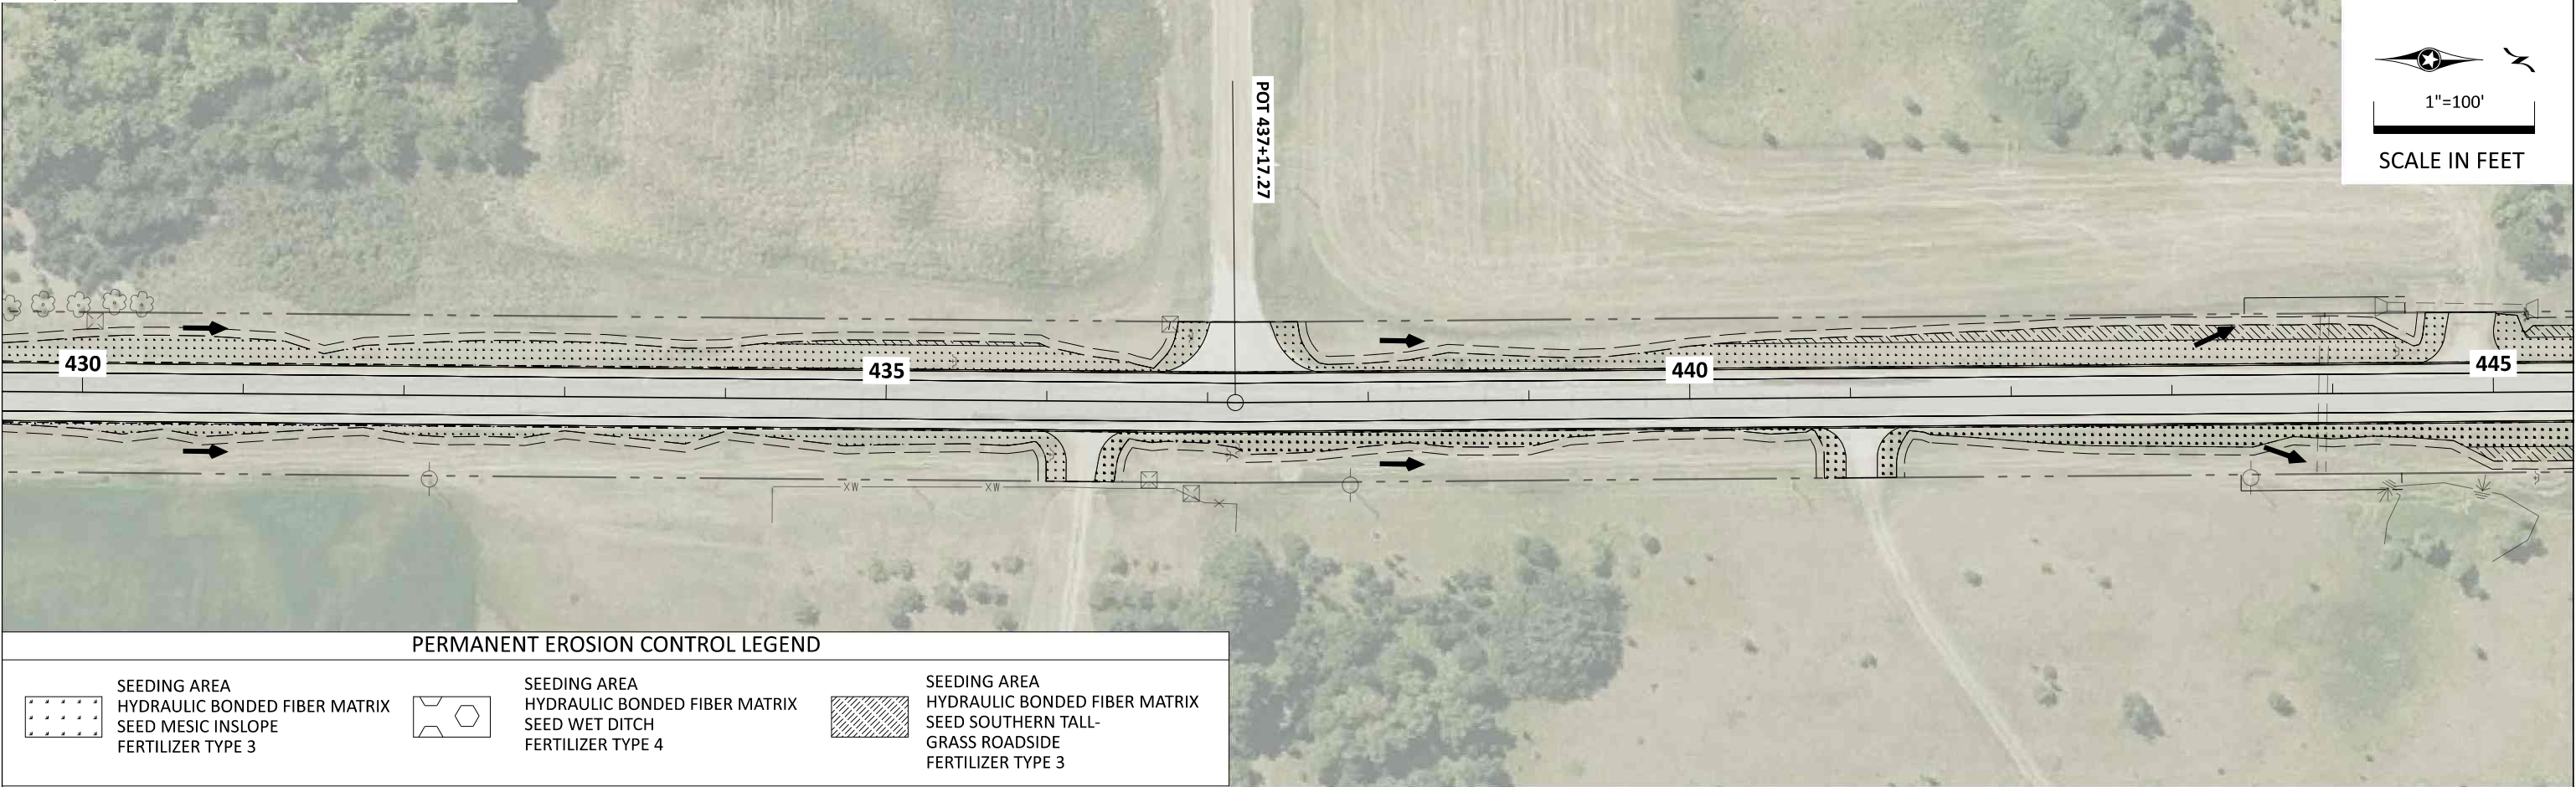 1"=100'
SCALE IN FEET
POT 437+17.27
430
435
440
445
XW
XW
X
PERMANENT EROSION CONTROL LEGEND
SEEDING AREA
HYDRAULIC BONDED FIBER MATRIX
SEED MESIC INSLOPE
FERTILIZER TYPE 3
SEEDING AREA
HYDRAULIC BONDED FIBER MATRIX
SEED WET DITCH
FERTILIZER TYPE 4
SEEDING AREA
HYDRAULIC BONDED FIBER MATRIX
SEED SOUTHERN TALL-
GRASS ROADSIDE
FERTILIZER TYPE 3